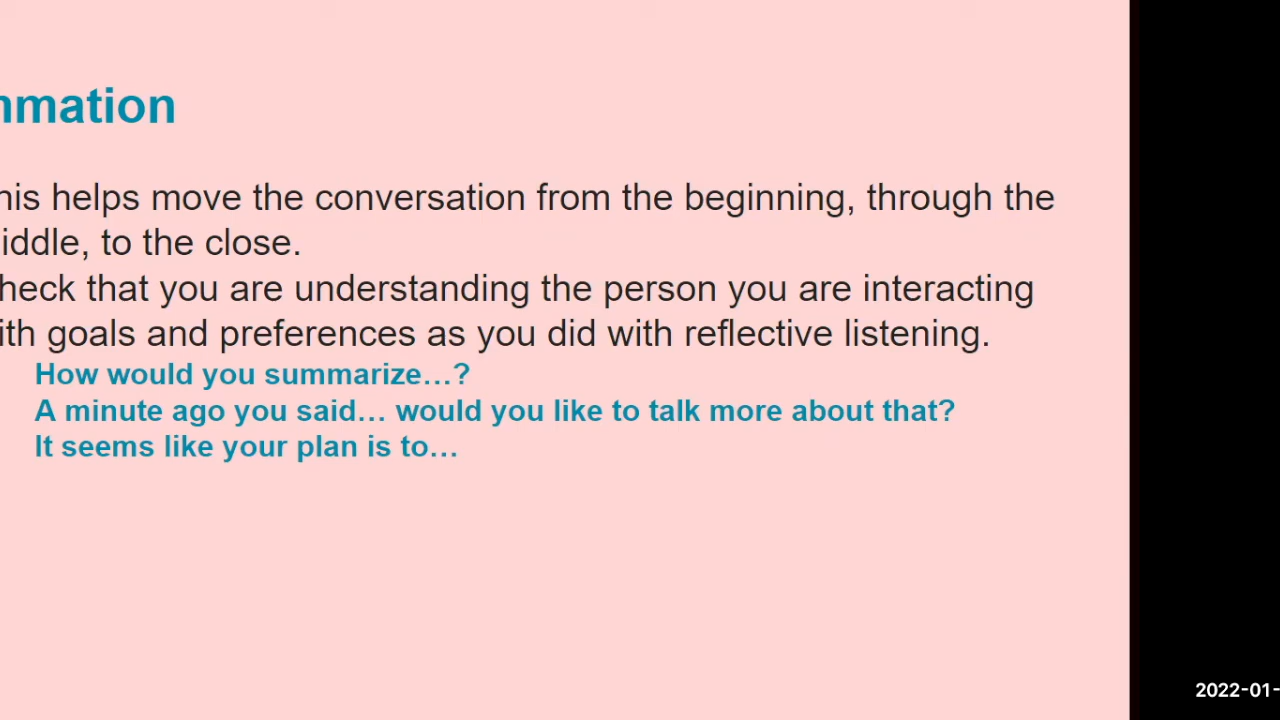 mmation
his helps move the conversation from the beginning, through the
iddle, to the close.
heck that you are understanding the person you are interacting
ith goals and preferences as you did with reflective listening.
How would you summarize…?
A minute ago you said… would you like to talk more about that?
It seems like your plan is to…
2022-01-